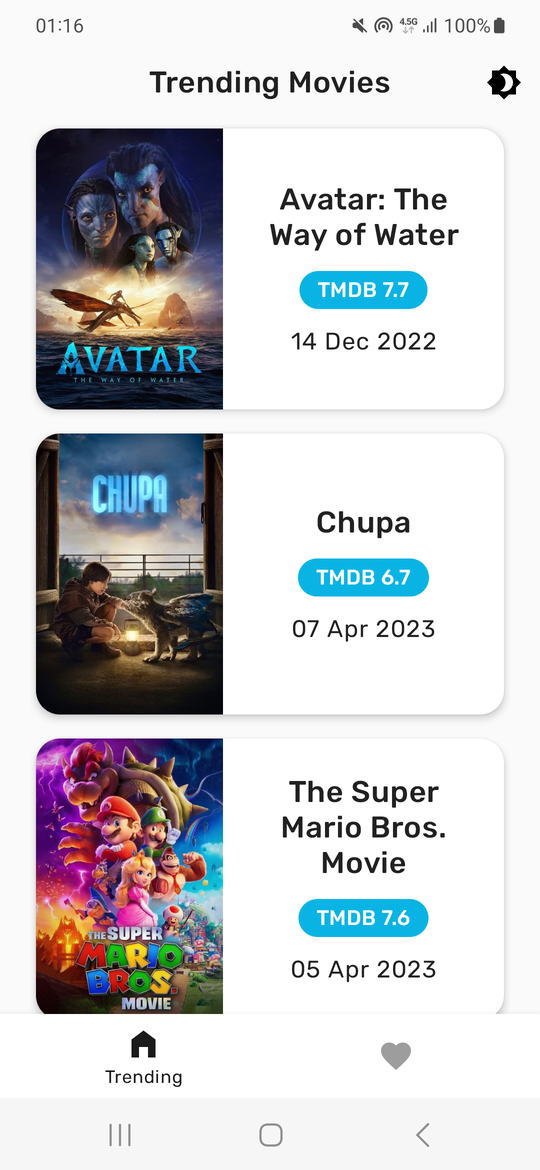 01:16
4.5G
100%
Trending Movies
AVATAR
THE WAY OF WATER
Avatar: The
Way of Water
TMDB 7.7
14 Dec 2022
CHUPA
Chupa
TMDB 6.7
07 Apr 2023
THE SUPER
MARIO
BROS.
MOVIE
The Super
Mario Bros.
Movie
TMDB 7.6
05 Apr 2023
Trending